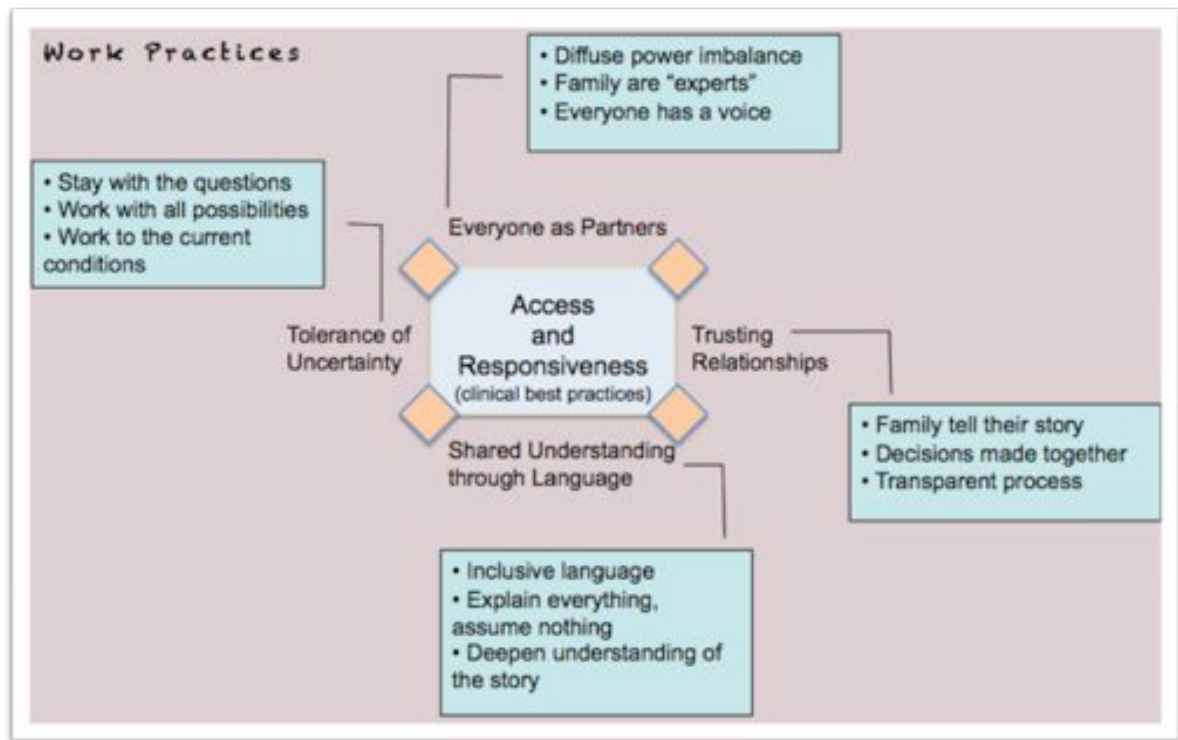 Work Practices
• Diffuse power imbalance
• Family are “experts”
• Everyone has a voice
• Stay with the questions
• Work with all possibilities
• Work to the current
conditions
Everyone as Partners
Access
and
Responsiveness
(clinical best practices)
Tolerance of
Uncertainty
Trusting
Relationships
• Family tell their story
• Decisions made together
• Transparent process
Shared Understanding
through Language
• Inclusive language
• Explain everything,
assume nothing
• Deepen understanding of
the story